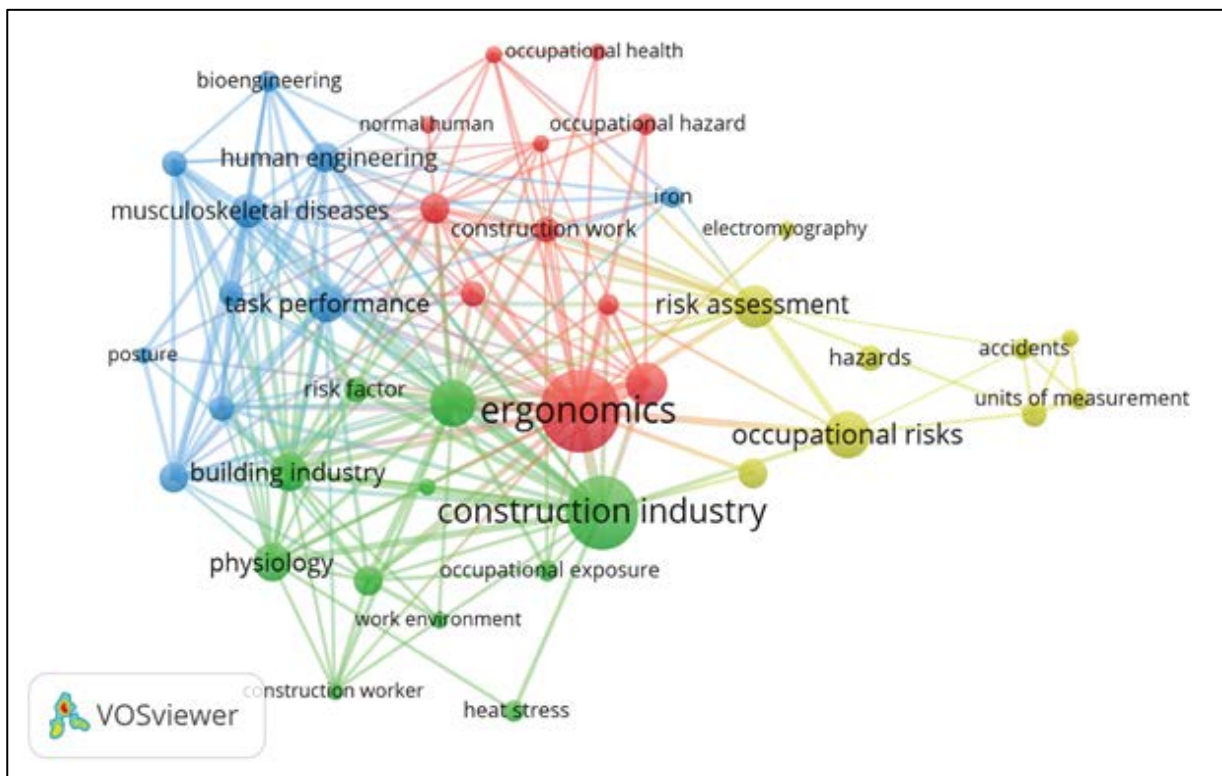 occupational health
bioengineering
normal human
occupational hazard
human engineering
iron
musculoskeletal diseases
construction work
electromyography
task performance
risk assessment
posture
accidents
hazards
risk factor
units of measurement
ergonomics
occupational risks
building industry
construction industry
physiology
occupational exposure
work environment
construction worker
heat stress
VOSviewer